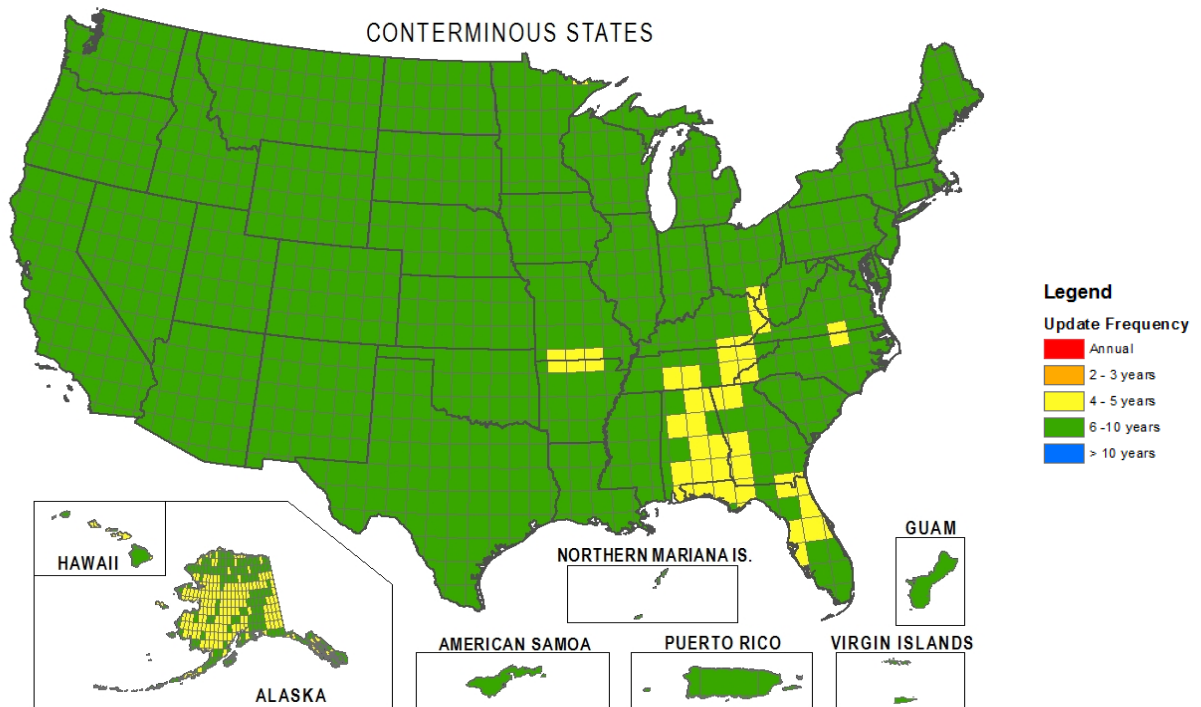 CONTERMINOUS STATES
Legend
Update Frequency
Annual
2 - 3 years
4 - 5 years
6 -10 years
> 10 years
HAWAII
ALASKA
NORTHERN MARIANA IS.
GUAM
AMERICAN SAMOA
PUERTO RICO
VIRGIN ISLANDS